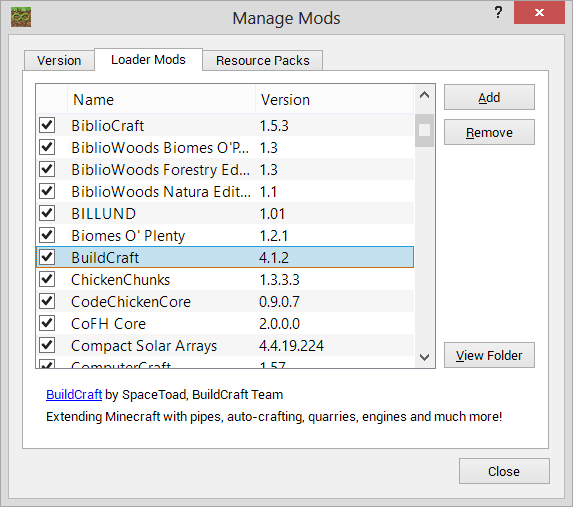 Manage Mods
?
Version Loader Mods Resource Packs
Name Version
BiblioCraft 1.5.3
BiblioWoods Biomes O'P... 1.3
BiblioWoods Forestry Ed... 1.3
BiblioWoods Natura Edit... 1.1
BILLUND 1.01
Biomes O' Plenty 1.2.1
BuildCraft 4.1.2
ChickenChunks 1.3.3.3
CodeChickenCore 0.9.0.7
CoFH Core 2.0.0.0
Compact Solar Arrays 4.4.19.224
ComputerCraft 1.57
Add
Remove
View Folder
BuildCraft by SpaceToad, BuildCraft Team
Extending Minecraft with pipes, auto-crafting, quarries, engines and much more!
Close